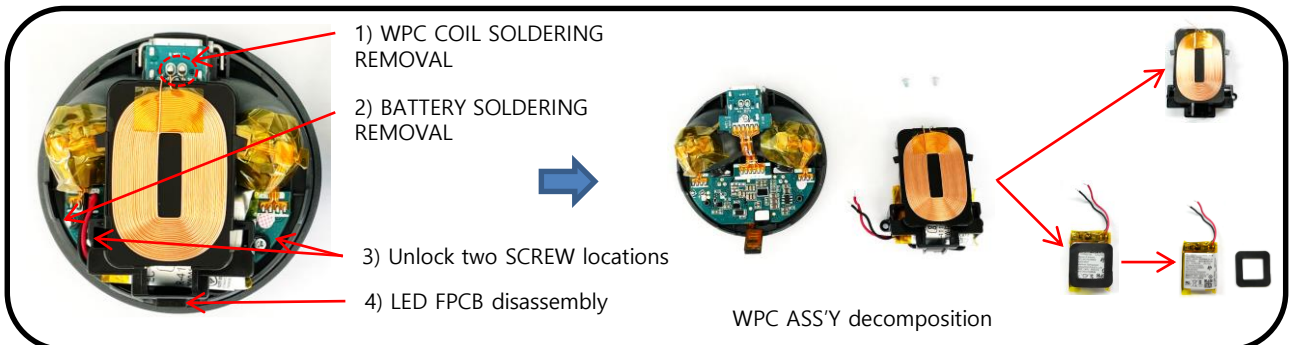 1) WPC COIL SOLDERING
REMOVAL
2) BATTERY SOLDERING
REMOVAL
3) Unlock two SCREW locations
4) LED FPCB disassembly
WPC ASS'Y decomposition